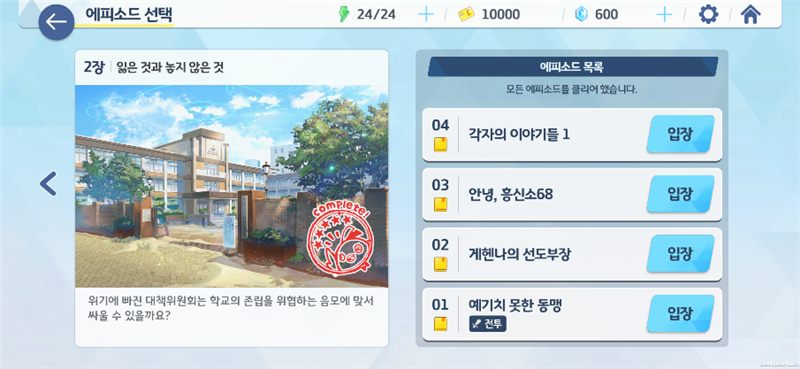 에피소드 선택
24/24
10000
600
2장 잃은 것과 놓지 않은 것
complete!
위기에 빠진 대책위원회는 학교의 존립을 위협하는 음모에 맞서
싸울 수 있을까요?
에피소드 목록
모든 에피소드를 클리어 했습니다.
04 각자의 이야기들 1 입장
03 안녕, 흥신소68 입장
02 게헨나의 선도부장 입장
01 예기치 못한 동맹 입장
전투